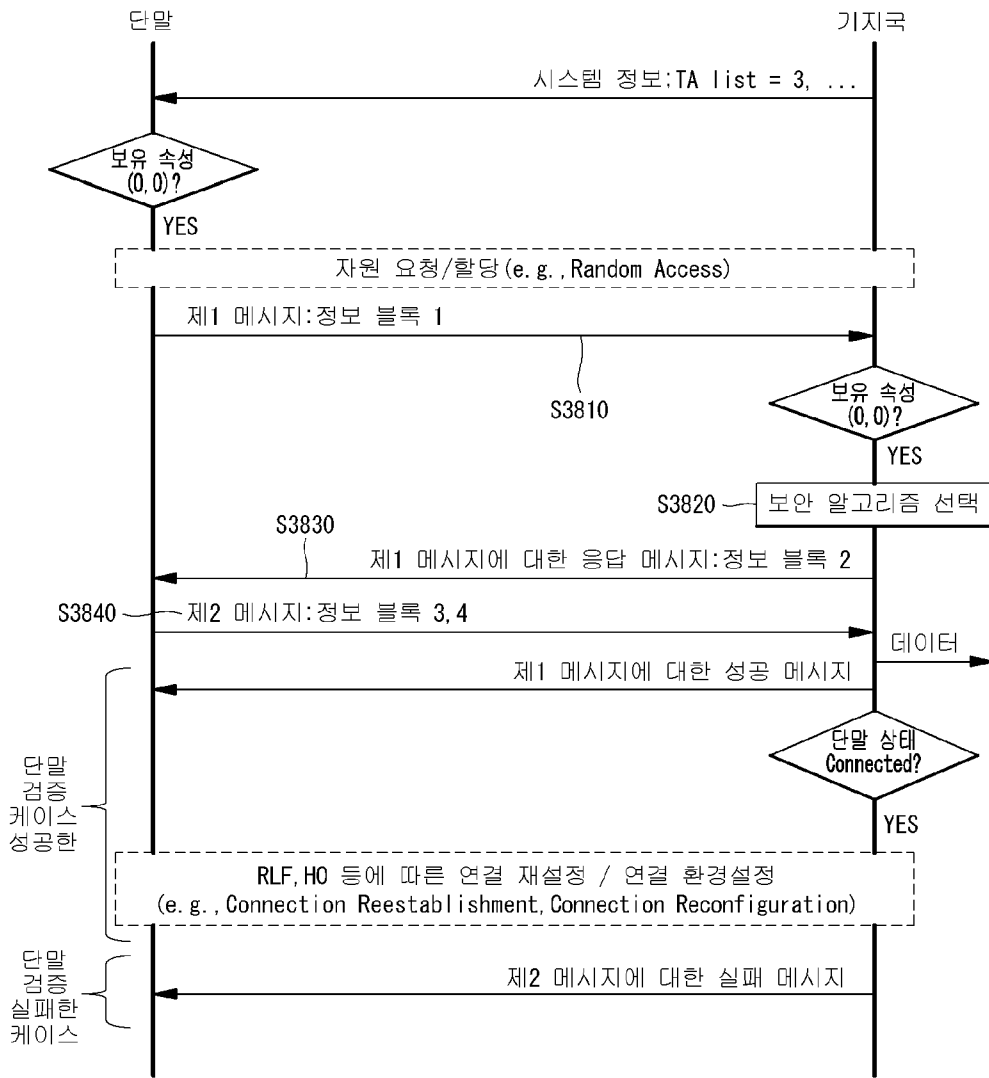 단말
기지국
시스템 정보;TA list = 3, ...
보유 속성
(0,0)?
YES
자원 요청/할당(e.g.,Random Access)
제1 메시지:정보 블록 1
S3810
보유 속성
(0,0)?
YES
S3820
보안 알고리즘 선택
S3830
제1 메시지에 대한 응답 메시지:정보 블록 2
S3840
제2 메시지:정보 블록 3,4
데이터
제1 메시지에 대한 성공 메시지
단말 상태
Connected?
YES
단말
검증
케이스
성공한
RLF,HO 등에 따른 연결 재설정 / 연결 환경설정
(e.g.,Connection Reestablishment,Connection Reconfiguration)
단말
검증
실패한
케이스
제2 메시지에 대한 실패 메시지